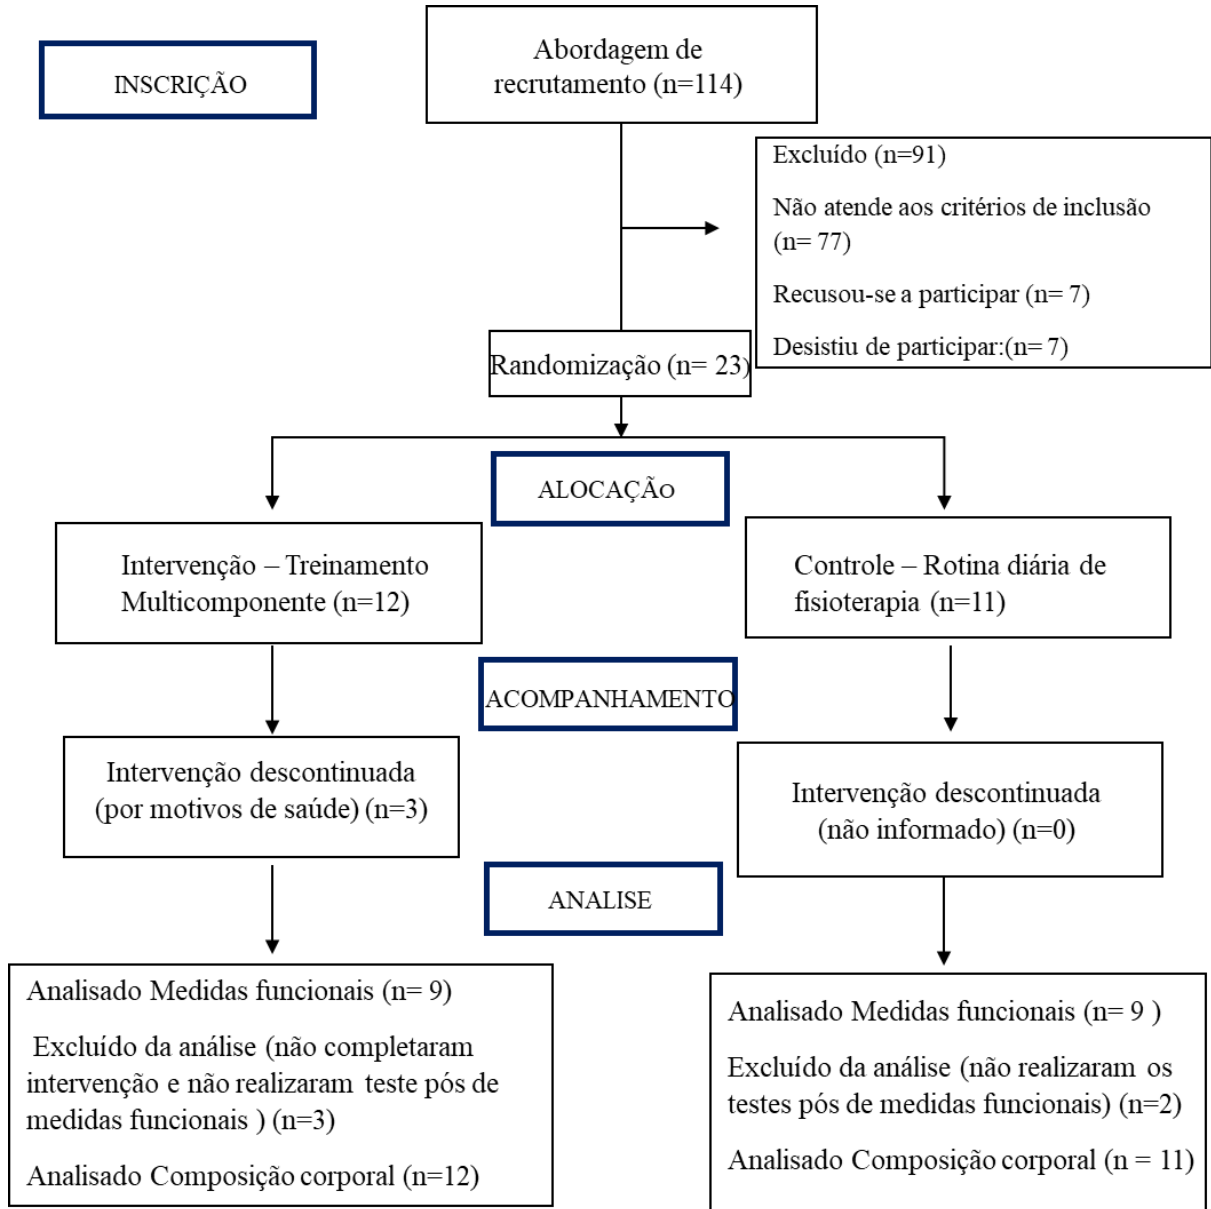 Abordagem de
recrutamento (n=114)
INSCRIÇÃO
Excluído (n=91)
Não atende aos critérios de inclusão
(n= 77)
Recusou-se a participar (n= 7)
Desistiu de participar:(n= 7)
Randomização (n= 23)
ALOCAÇÃO
Intervenção – Treinamento
Multicomponente (n=12)
Controle – Rotina diária de
fisioterapia (n=11)
ACOMPANHAMENTO
Intervenção descontinuada
(por motivos de saúde) (n=3)
Intervenção descontinuada
(não informado) (n=0)
ANALISE
Analisado Medidas funcionais (n= 9)
Excluído da análise (não completaram
intervenção e não realizaram teste pós de
medidas funcionais ) (n=3)
Analisado Composição corporal (n=12)
Analisado Medidas funcionais (n= 9 )
Excluído da análise (não realizaram os
testes pós de medidas funcionais) (n=2)
Analisado Composição corporal (n = 11)